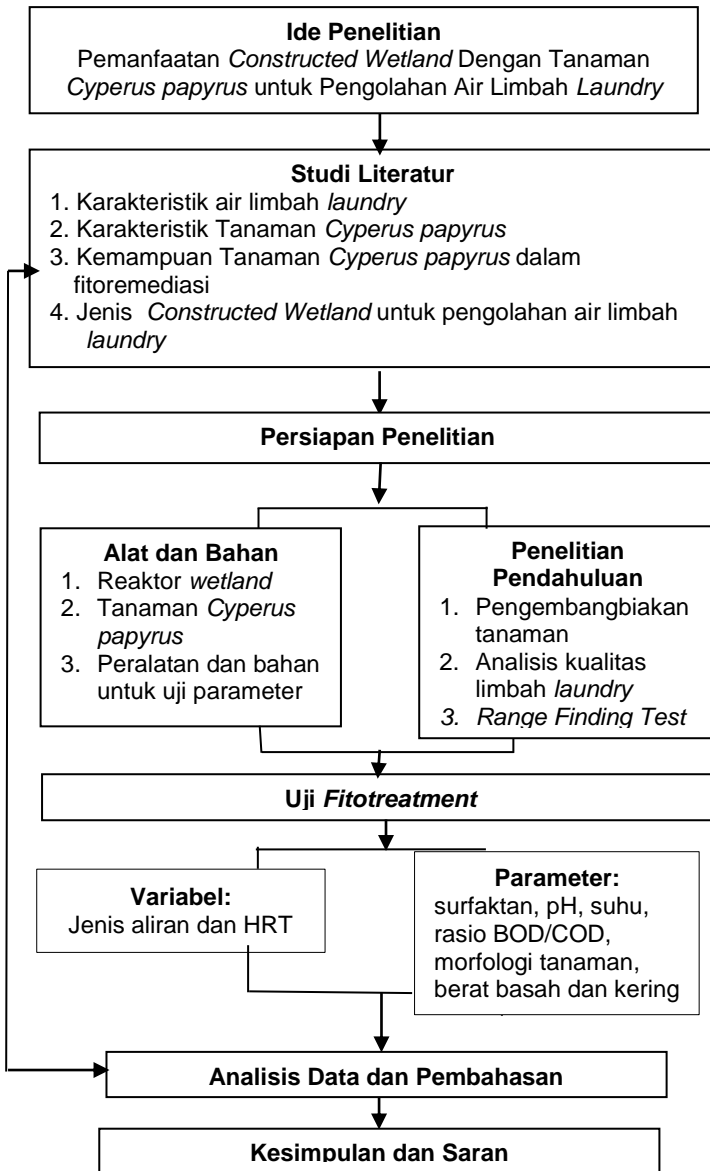 Ide Penelitian
Pemanfaatan Constructed Wetland Dengan Tanaman
Cyperus papyrus untuk Pengolahan Air Limbah Laundry
Studi Literatur
1. Karakteristik air limbah laundry
2. Karakteristik Tanaman Cyperus papyrus
3. Kemampuan Tanaman Cyperus papyrus dalam
fitoremediasi
4. Jenis Constructed Wetland untuk pengolahan air limbah
laundry
Persiapan Penelitian
Alat dan Bahan
1. Reaktor wetland
2. Tanaman Cyperus
papyrus
3. Peralatan dan bahan
untuk uji parameter
Penelitian
Pendahuluan
1. Pengembangbiakan
tanaman
2. Analisis kualitas
limbah laundry
3. Range Finding Test
Uji Fitotreatment
Variabel:
Jenis aliran dan HRT
Parameter:
surfaktan, pH, suhu,
rasio BOD/COD,
morfologi tanaman,
berat basah dan kering
Analisis Data dan Pembahasan
Kesimpulan dan Saran